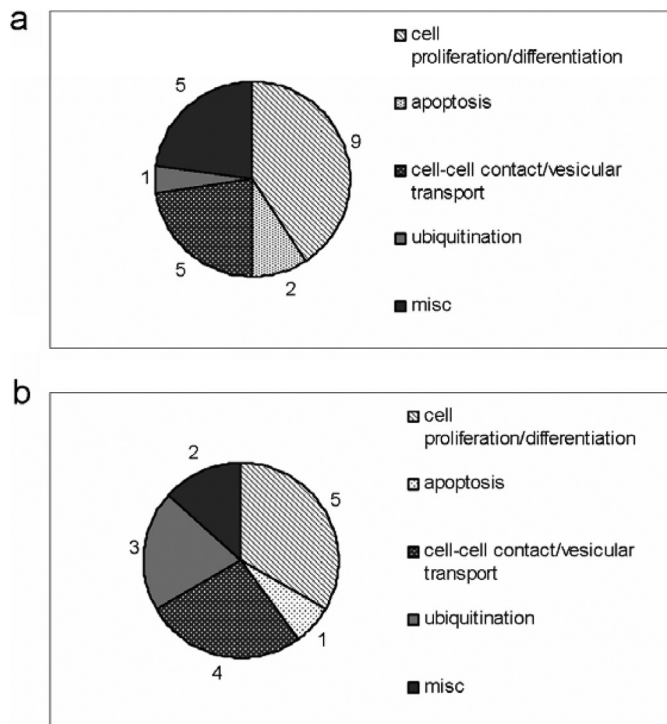 a
cell
proliferation/differentiation
apoptosis
cell-cell contact/vesicular
transport
ubiquitination
misc
5
9
1
5
2
b
cell
proliferation/differentiation
apoptosis
cell-cell contact/vesicular
transport
ubiquitination
misc
2
5
3
1
4